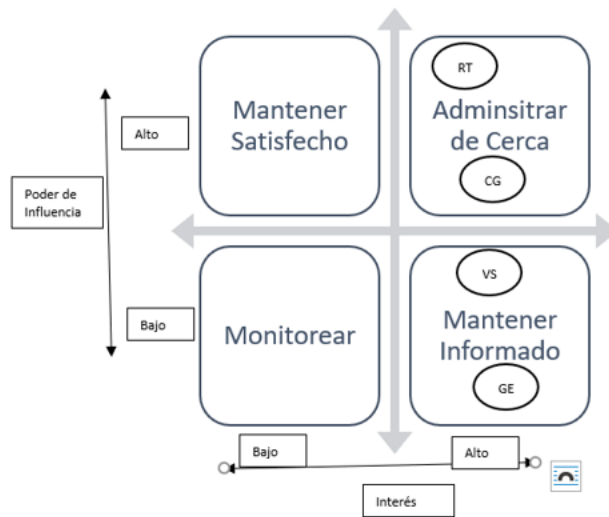 RT
Mantener
Satisfecho
Adminsitrar
de Cerca
Alto
CG
Poder de
Influencia
VS
Monitorear
Mantener
Informado
Bajo
GE
Bajo
Alto
Interés